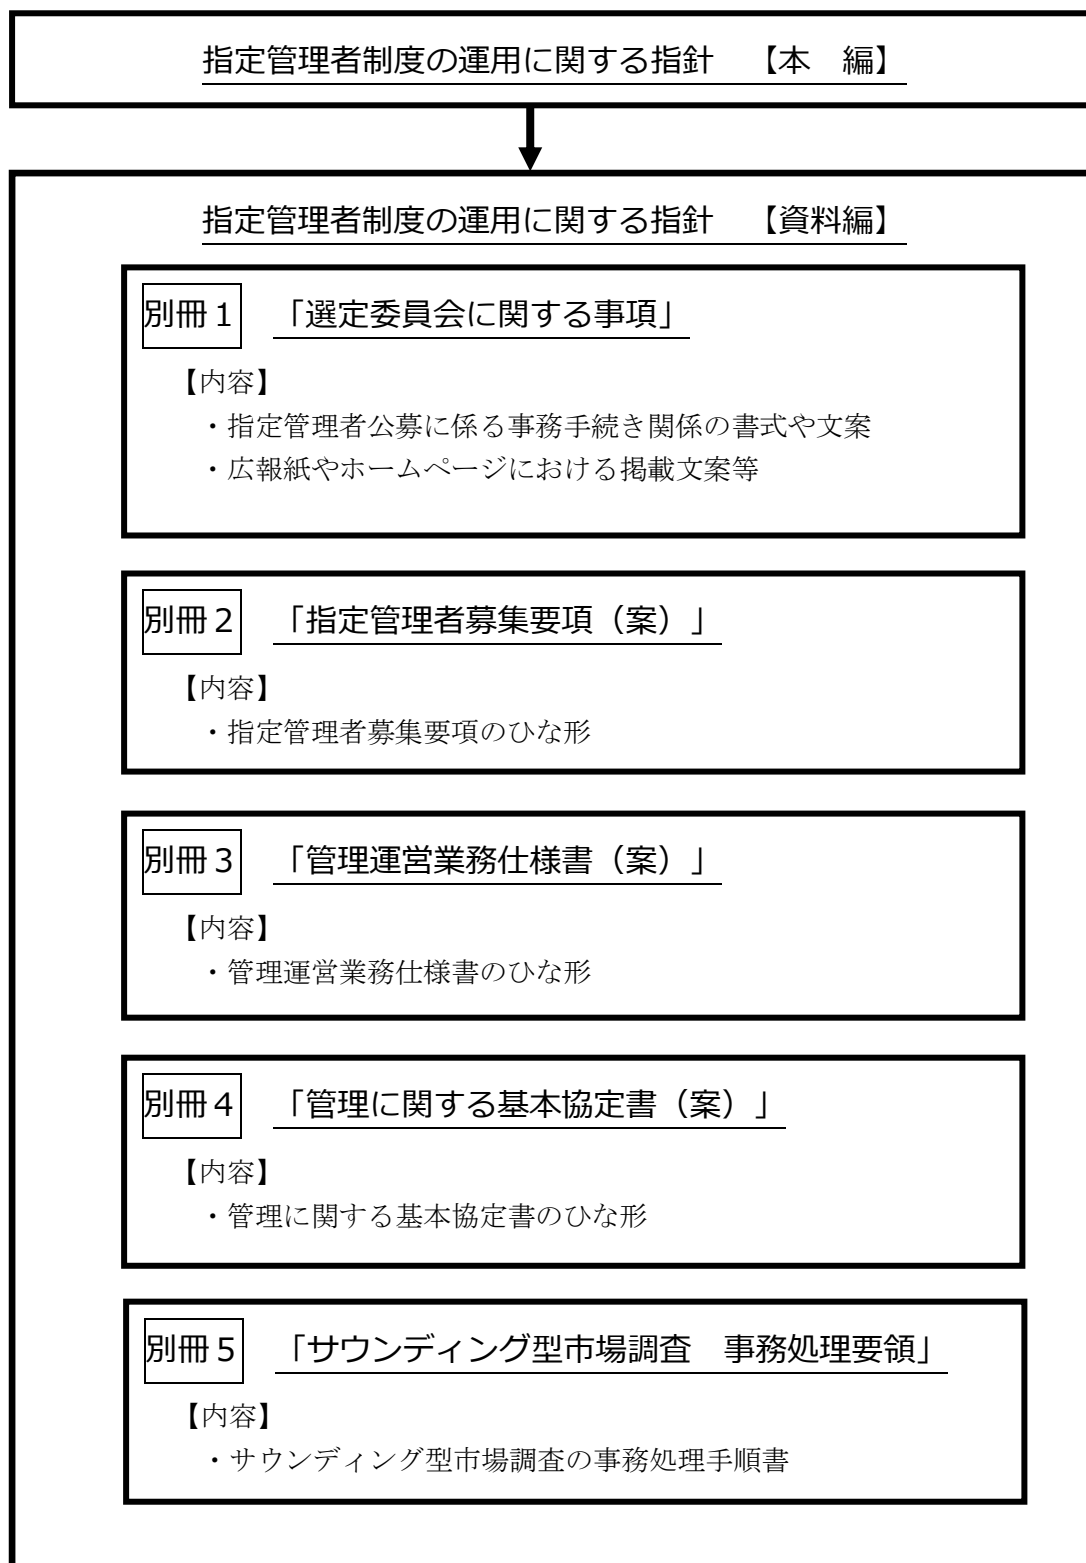 指定管理者制度の運用に関する指針　【本　編】
指定管理者制度の運用に関する指針　【資料編】
別冊１　「選定委員会に関する事項」
【内容】
・指定管理者公募に係る事務手続き関係の書式や文案
・広報紙やホームページにおける掲載文案等
別冊２　「指定管理者募集要項（案）」
【内容】
・指定管理者募集要項のひな形
別冊３　「管理運営業務仕様書（案）」
【内容】
・管理運営業務仕様書のひな形
別冊４　「管理に関する基本協定書（案）」
【内容】
・管理に関する基本協定書のひな形
別冊５　「サウンディング型市場調査　事務処理要領」
【内容】
・サウンディング型市場調査の事務処理手順書